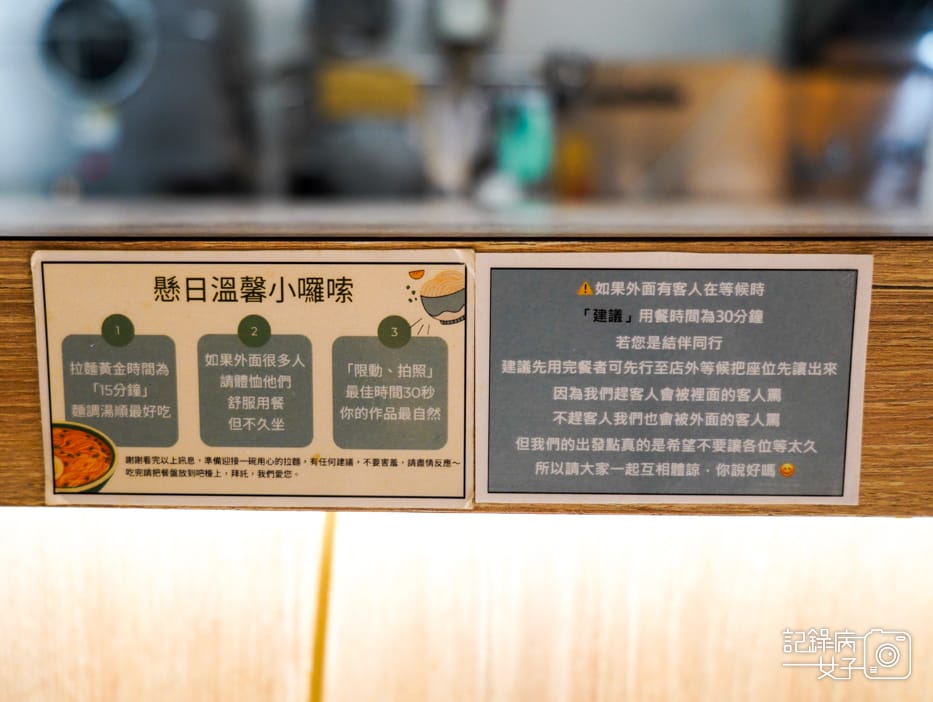 懸日溫馨小囉嗦
1
拉麵黃金時間為
「15分鐘」
麵調湯順最好吃
2
如果外面很多人
請體恤他們
舒服用餐
但不久坐
3
「限動、拍照」
最佳時間30秒
你的作品最自然
謝謝看完以上訊息，準備迎接一碗用心的拉麵，有任何建議，不要害羞，請盡情反應～
吃完請把餐盤放到吧檯上，拜託，我們愛您。
⚠️如果外面有客人在等候時
「建議」用餐時間為30分鐘
若您是結伴同行
建議先用完餐者可先行至店外等候把座位先讓出來
因為我們趕客人會被裡面的客人罵
不趕客人我們也會被外面的客人罵
但我們的出發點真的是希望不要讓各位等太久
所以請大家一起互相體諒，你說好嗎😊
記錄病
女子